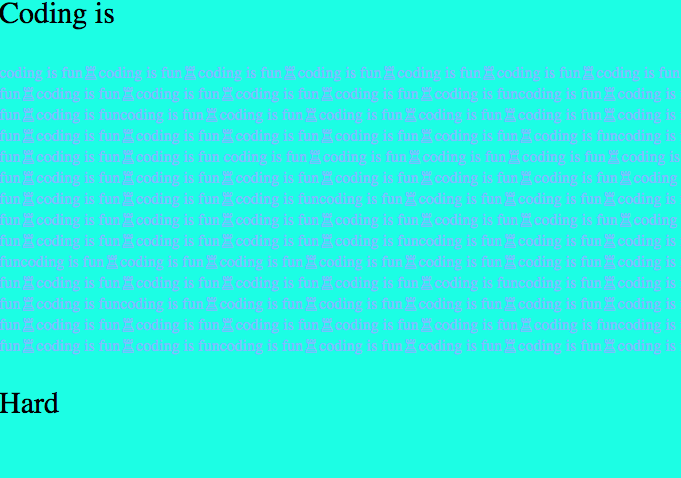 Coding is
coding is fun♖coding is fun♖coding is fun♖coding is fun♖coding is fun♖coding is fun♖coding is fun
fun♖coding is fun♖coding is fun♖coding is fun♖coding is fun♖coding is funcoding is fun♖coding is
fun♖coding is funcoding is fun♖coding is fun♖coding is fun♖coding is fun♖coding is fun♖coding is
fun♖coding is fun♖coding is fun♖coding is fun♖coding is fun♖coding is fun♖coding is funcoding is
fun♖coding is fun♖coding is fun coding is fun♖coding is fun♖coding is fun♖coding is fun♖coding is
fun♖coding is fun♖coding is fun♖coding is fun♖coding is fun♖coding is fun♖coding is fun♖coding
fun♖coding is fun♖coding is fun♖coding is funcoding is fun♖coding is fun♖coding is fun♖coding is
fun♖coding is fun♖coding is fun♖coding is fun♖coding is fun♖coding is fun♖coding is fun♖coding
fun♖coding is fun♖coding is fun♖coding is fun♖coding is funcoding is fun♖coding is fun♖coding is
funcoding is fun♖coding is fun♖coding is fun♖coding is fun♖coding is fun♖coding is fun♖coding is
fun♖coding is fun♖coding is fun♖coding is fun♖coding is fun♖coding is funcoding is fun♖coding is
fun♖coding is funcoding is fun♖coding is fun♖coding is fun♖coding is fun♖coding is fun♖coding is
fun♖coding is fun♖coding is fun♖coding is fun♖coding is fun♖coding is fun♖coding is funcoding is
fun♖coding is fun♖coding is funcoding is fun♖coding is fun♖coding is fun♖coding is fun♖coding is
Hard